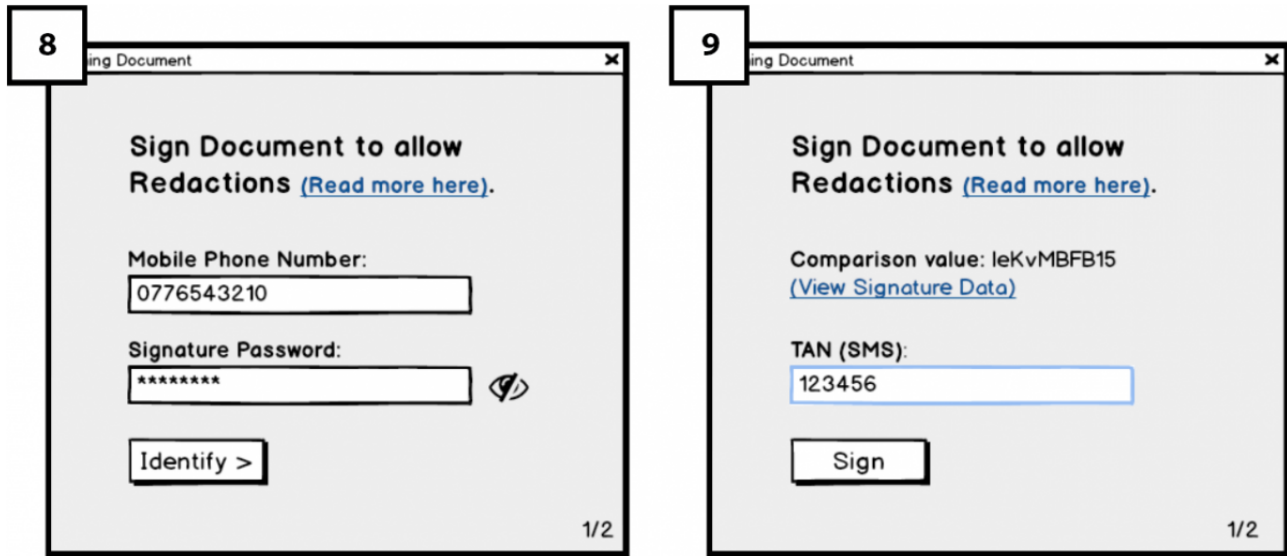 8
ing Document
Sign Document to allow
Redactions (Read more here).
Mobile Phone Number:
0776543210
Signature Password:
********
Identify >
1/2
9
ing Document
Sign Document to allow
Redactions (Read more here).
Comparison value: IeKvMBFB15
(View Signature Data)
TAN (SMS):
123456
Sign
1/2